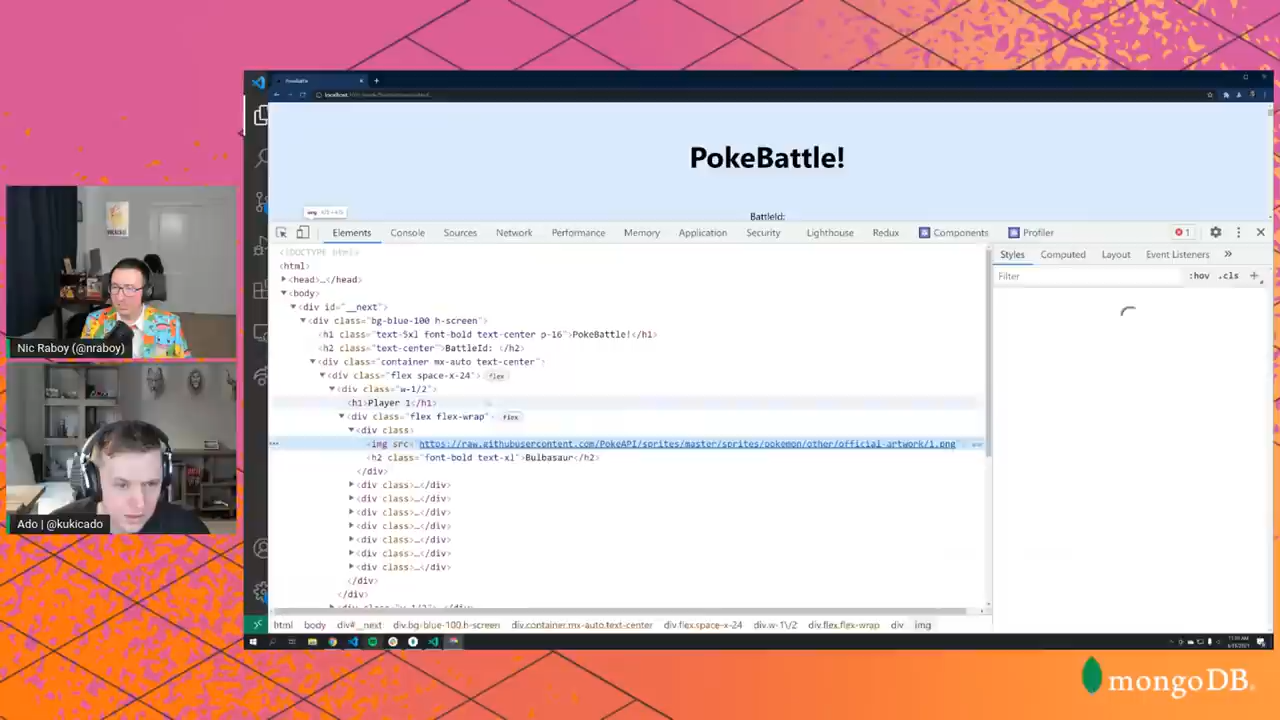 PokeBattle
PokeBattle!
BattleId:
img
Elements Console Sources Network Performance Memory Application Security Lighthouse Redux Components Profiler 1
<!DOCTYPE html>
<html>
<head>…</head>
<body>
<div id="__next">
<div class="bg-blue-100 h-screen">
<h1 class="text-5xl font-bold text-center p-16">PokeBattle!</h1>
<h2 class="text-center">BattleId: </h2>
<div class="container mx-auto text-center">
<div class="flex space-x-24"> flex
<div class="w-1/2">
<h1>Player 1</h1>
<div class="flex flex-wrap"> flex
<div class>
<img src="https://raw.githubusercontent.com/PokeAPI/sprites/master/sprites/pokemon/other/official-artwork/1.png
<h2 class="font-bold text-xl">Bulbasaur</h2>
</div>
<div class>…</div>
<div class>…</div>
<div class>…</div>
<div class>…</div>
<div class>…</div>
<div class>…</div>
<div class>…</div>
</div>
</div>
html body div#__next div.bg-blue-100.h-screen div.container.mx-auto.text-center div.flex.space-x-24 div.w-1\/2 div.flex.flex-wrap div img
Styles Computed Layout Event Listeners »
Filter :hov .cls +
Nic Raboy (@nraboy)
Ado | @kukicado
mongoDB.